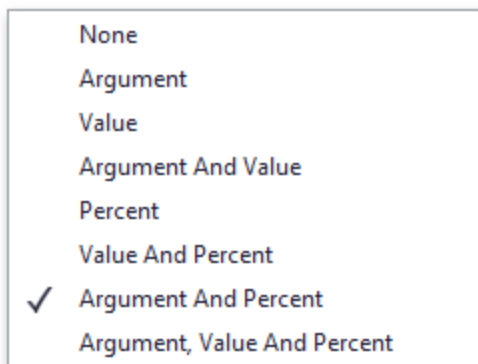 None
Argument
Value
Argument And Value
Percent
Value And Percent
Argument And Percent
Argument, Value And Percent